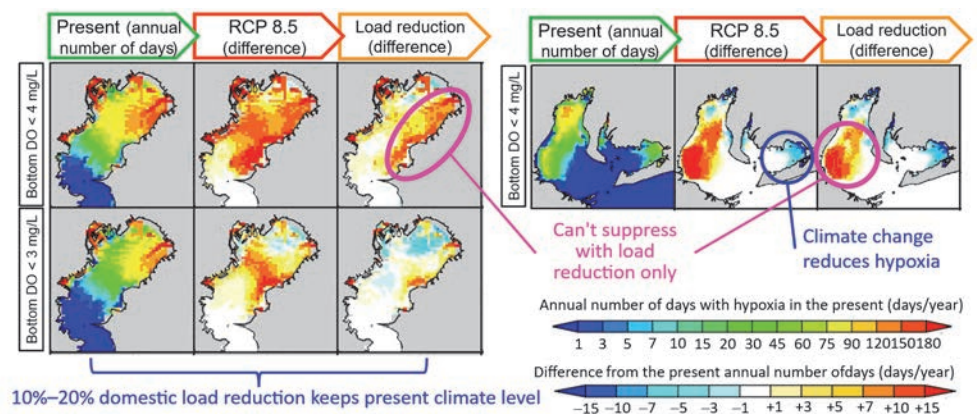 Present (annual
number of days)
RCP 8.5
(difference)
Load reduction
(difference)
Bottom DO < 4 mg/L
Bottom DO < 3 mg/L
10%–20% domestic load reduction keeps present climate level
Present (annual
number of days)
RCP 8.5
(difference)
Load reduction
(difference)
Bottom DO < 4 mg/L
Can't suppress
with load
reduction only
Climate change
reduces hypoxia
Annual number of days with hypoxia in the present (days/year)
1 3 5 7 10 15 20 30 45 60 75 90 120 150 180
Difference from the present annual number of days (days/year)
−15 −10 −7 −5 −3 −1 +1 +3 +5 +7 +10 +15